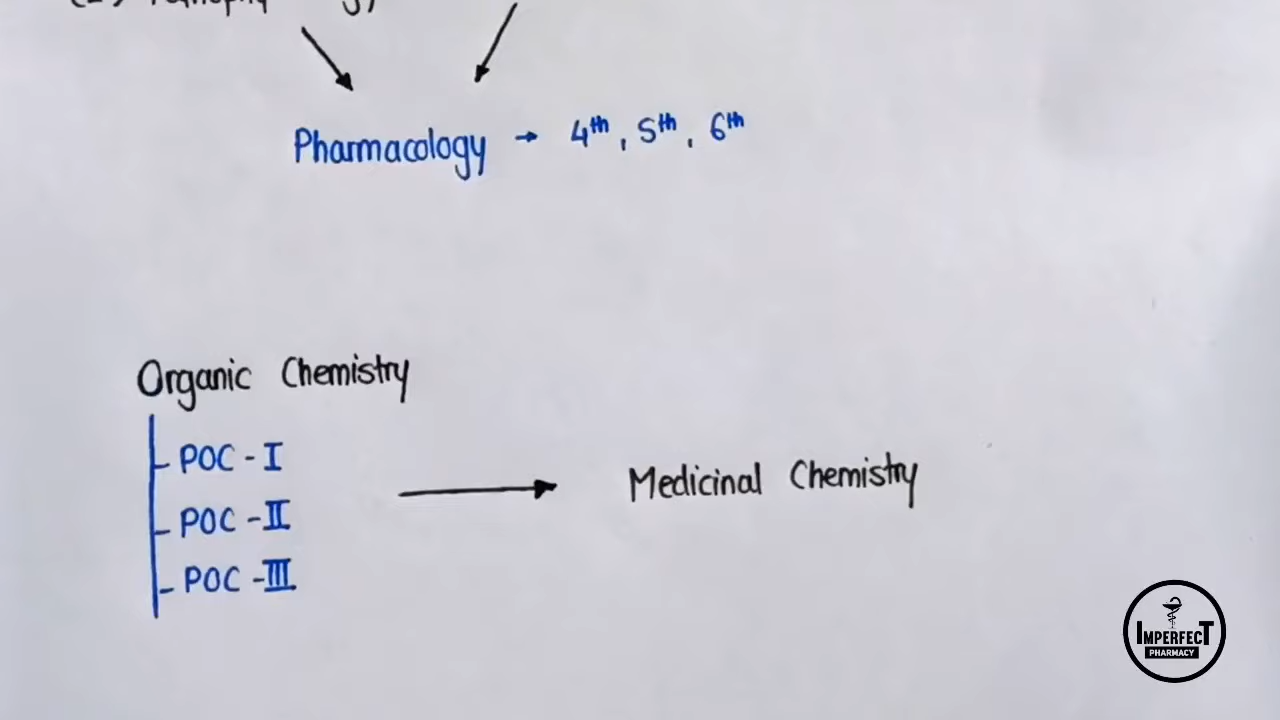 Pharmacology → 4th, 5th, 6th
Organic Chemistry
POC - I
POC - II
POC - III
Medicinal Chemistry
IMPERFECT
PHARMACY